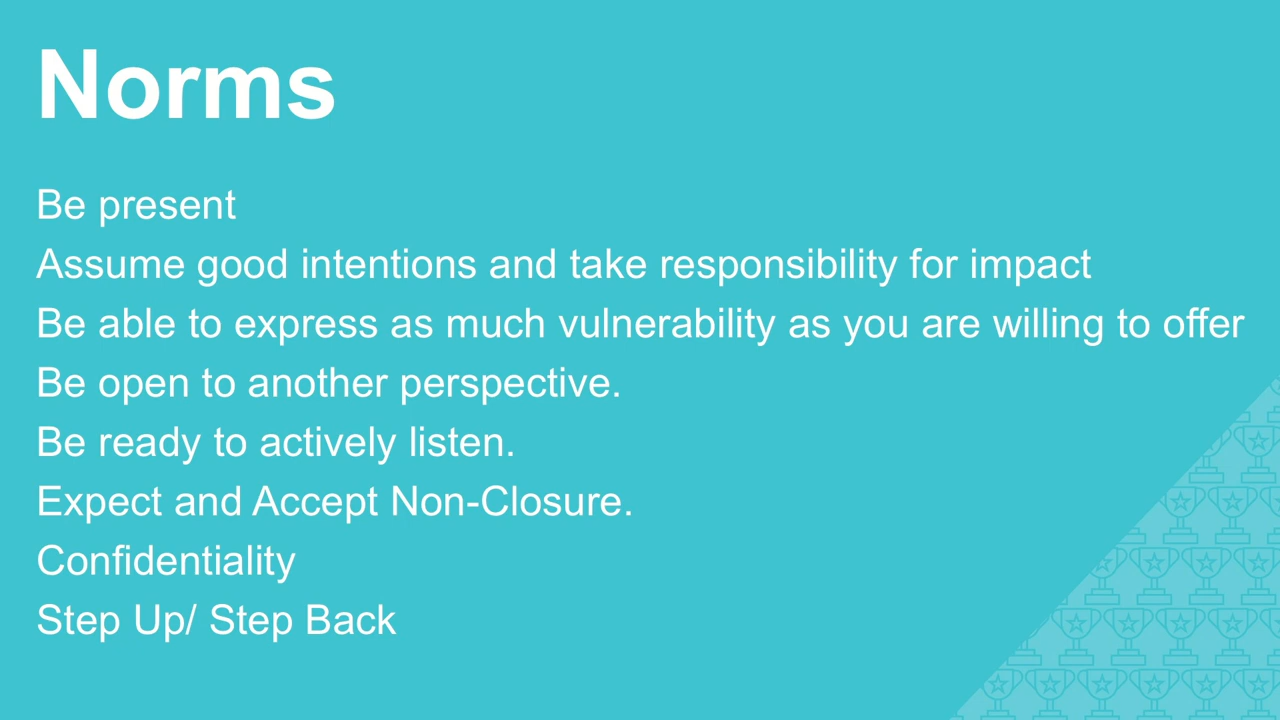 Norms
Be present
Assume good intentions and take responsibility for impact
Be able to express as much vulnerability as you are willing to offer
Be open to another perspective.
Be ready to actively listen.
Expect and Accept Non-Closure.
Confidentiality
Step Up/ Step Back